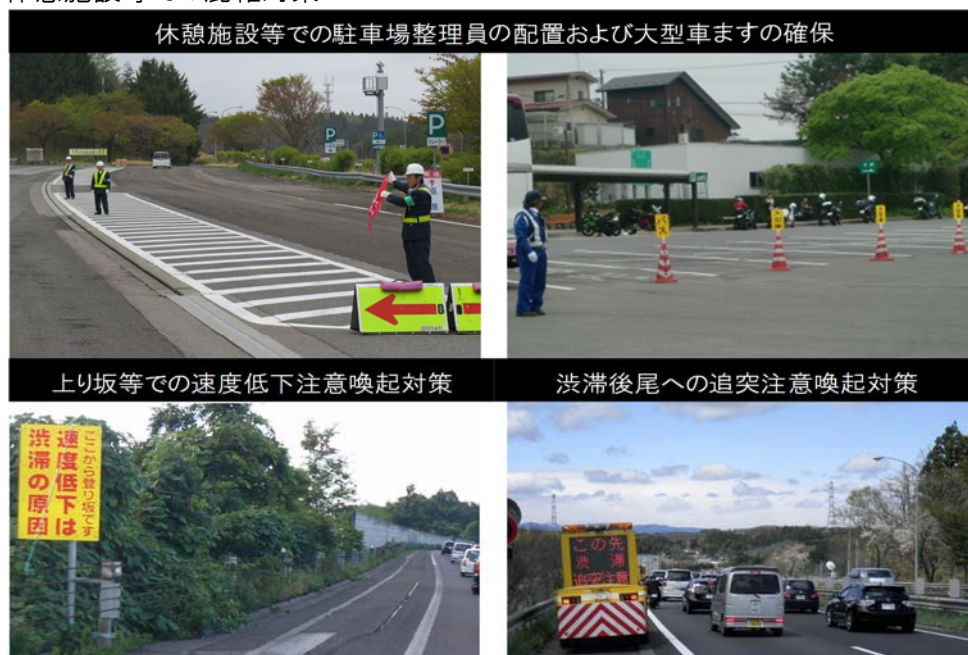 休憩施設等での駐車場整理員の配置および大型車ますの確保
P
P
バス
上り坂等での速度低下注意喚起対策
渋滞後尾への追突注意喚起対策
ここから登り坂です
速度低下は
渋滞の原因
この先
渋滞
追突注意